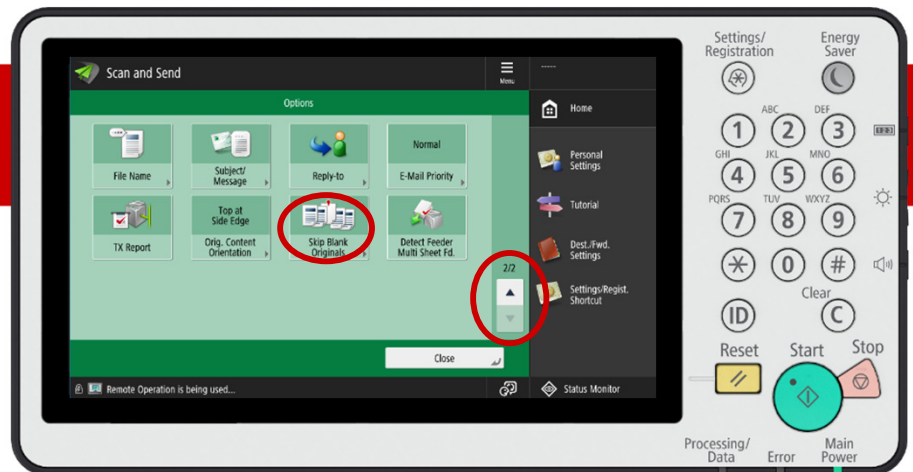 Scan and Send
Menu
-----
Options
Home
File Name
Subject/
Message
Reply-to
Normal
E-Mail Priority
Personal
Settings
Tutorial
TX Report
Top at
Side Edge
Orig. Content
Orientation
Skip Blank
Originals
Detect Feeder
Multi Sheet Fd.
Dest./Fwd.
Settings
2/2
Settings/Regist.
Shortcut
Close
Remote Operation is being used...
Status Monitor
Settings/
Registration
Energy
Saver
ABC
DEF
1
2
3
GHI
JKL
MNO
4
5
6
PQRS
TUV
WXYZ
7
8
9
0
#
Clear
ID
C
Reset
Start
Stop
Processing/
Data
Error
Main
Power